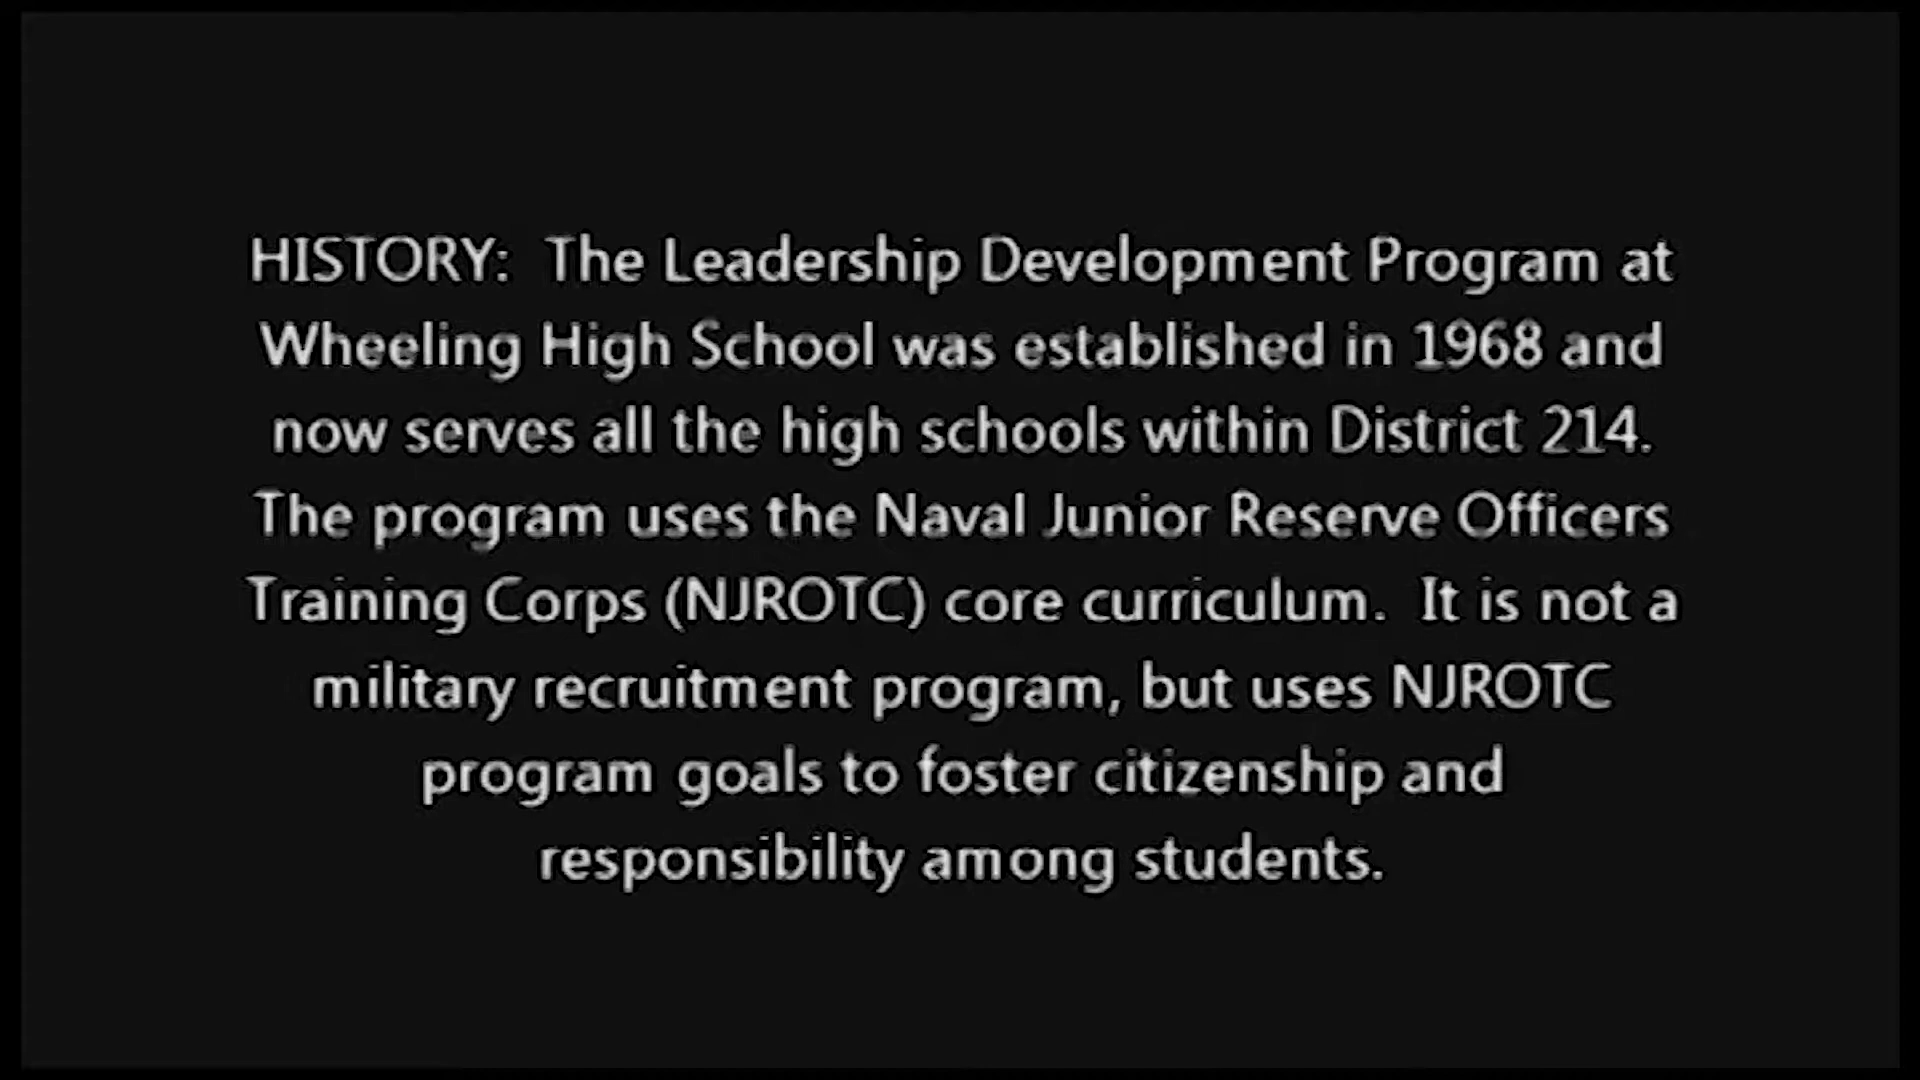 HISTORY:  The Leadership Development Program at
Wheeling High School was established in 1968 and
now serves all the high schools within District 214.
The program uses the Naval Junior Reserve Officers
Training Corps (NJROTC) core curriculum.  It is not a
military recruitment program, but uses NJROTC
program goals to foster citizenship and
responsibility among students.